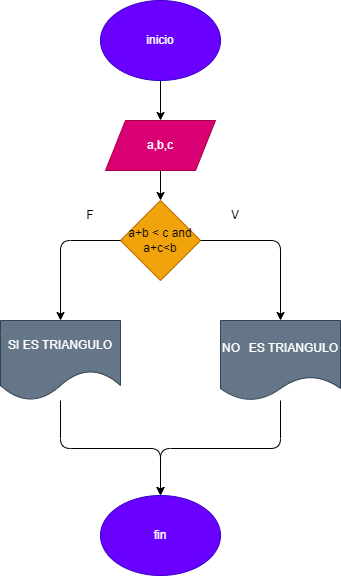 inicio
a,b,c
F
V
a+b < c and
a+c<b
SI ES TRIANGULO
NO ES TRIANGULO
fin